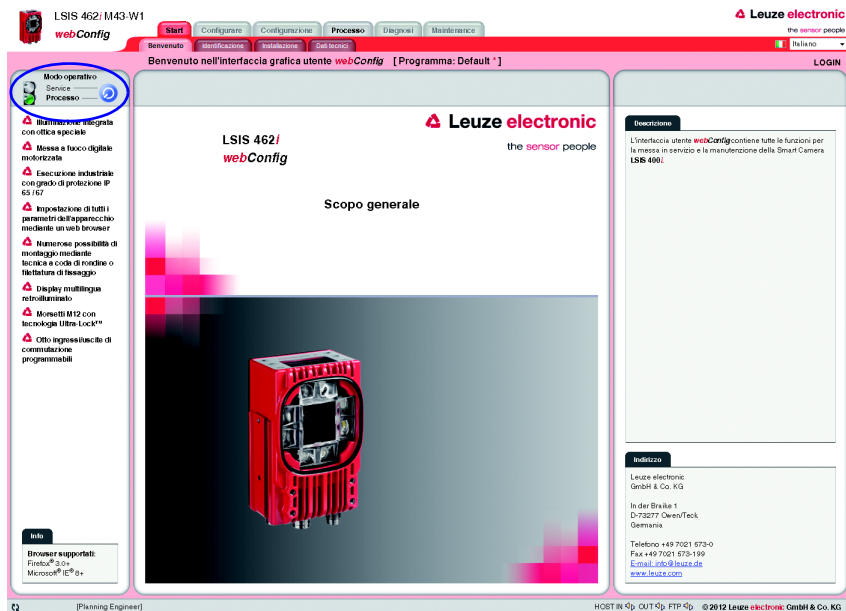 LSIS 462i M43-W1
webConfig
Leuze electronic
the sensor people
Start Configurare Configurazione Processo Diagnosi Maintenance
Benvenuto Identificazione Installazione Dati tecnici
Italiano
Benvenuto nell'interfaccia grafica utente webConfig [ Programma: Default * ]
LOGIN
Modo operativo
Service
Processo
Illuminazione integrata
con ottica speciale
Messa a fuoco digitale
motorizzata
Esecuzione industriale
con grado di protezione IP
65 / 67
Impostazione di tutti i
parametri dell'apparecchio
mediante un web browser
Numerose possibilità di
montaggio mediante
tecnica a coda di rondine o
filettatura di fissaggio
Display multilingua
retroilluminato
Morsetti M12 con
tecnologia Ultra-Lock™
Otto ingressi/uscite di
commutazione
programmabili
Info
Browser supportati:
Firefox® 3.0+
Microsoft® IE® 8+
LSIS 462i
webConfig
Leuze electronic
the sensor people
Scopo generale
Descrizione
L'interfaccia utente webConfig contiene tutte le funzioni per
la messa in servizio e la manutenzione della Smart Camera
LSIS 400i.
Indirizzo
Leuze electronic
GmbH & Co. KG
In der Braike 1
D-73277 Owen/Teck
Germania
Telefono +49 7021 573-0
Fax +49 7021 573-199
E-mail: info@leuze.de
www.leuze.com
[Planning Engineer]
HOST IN OUT FTP © 2012 Leuze electronic GmbH & Co. KG